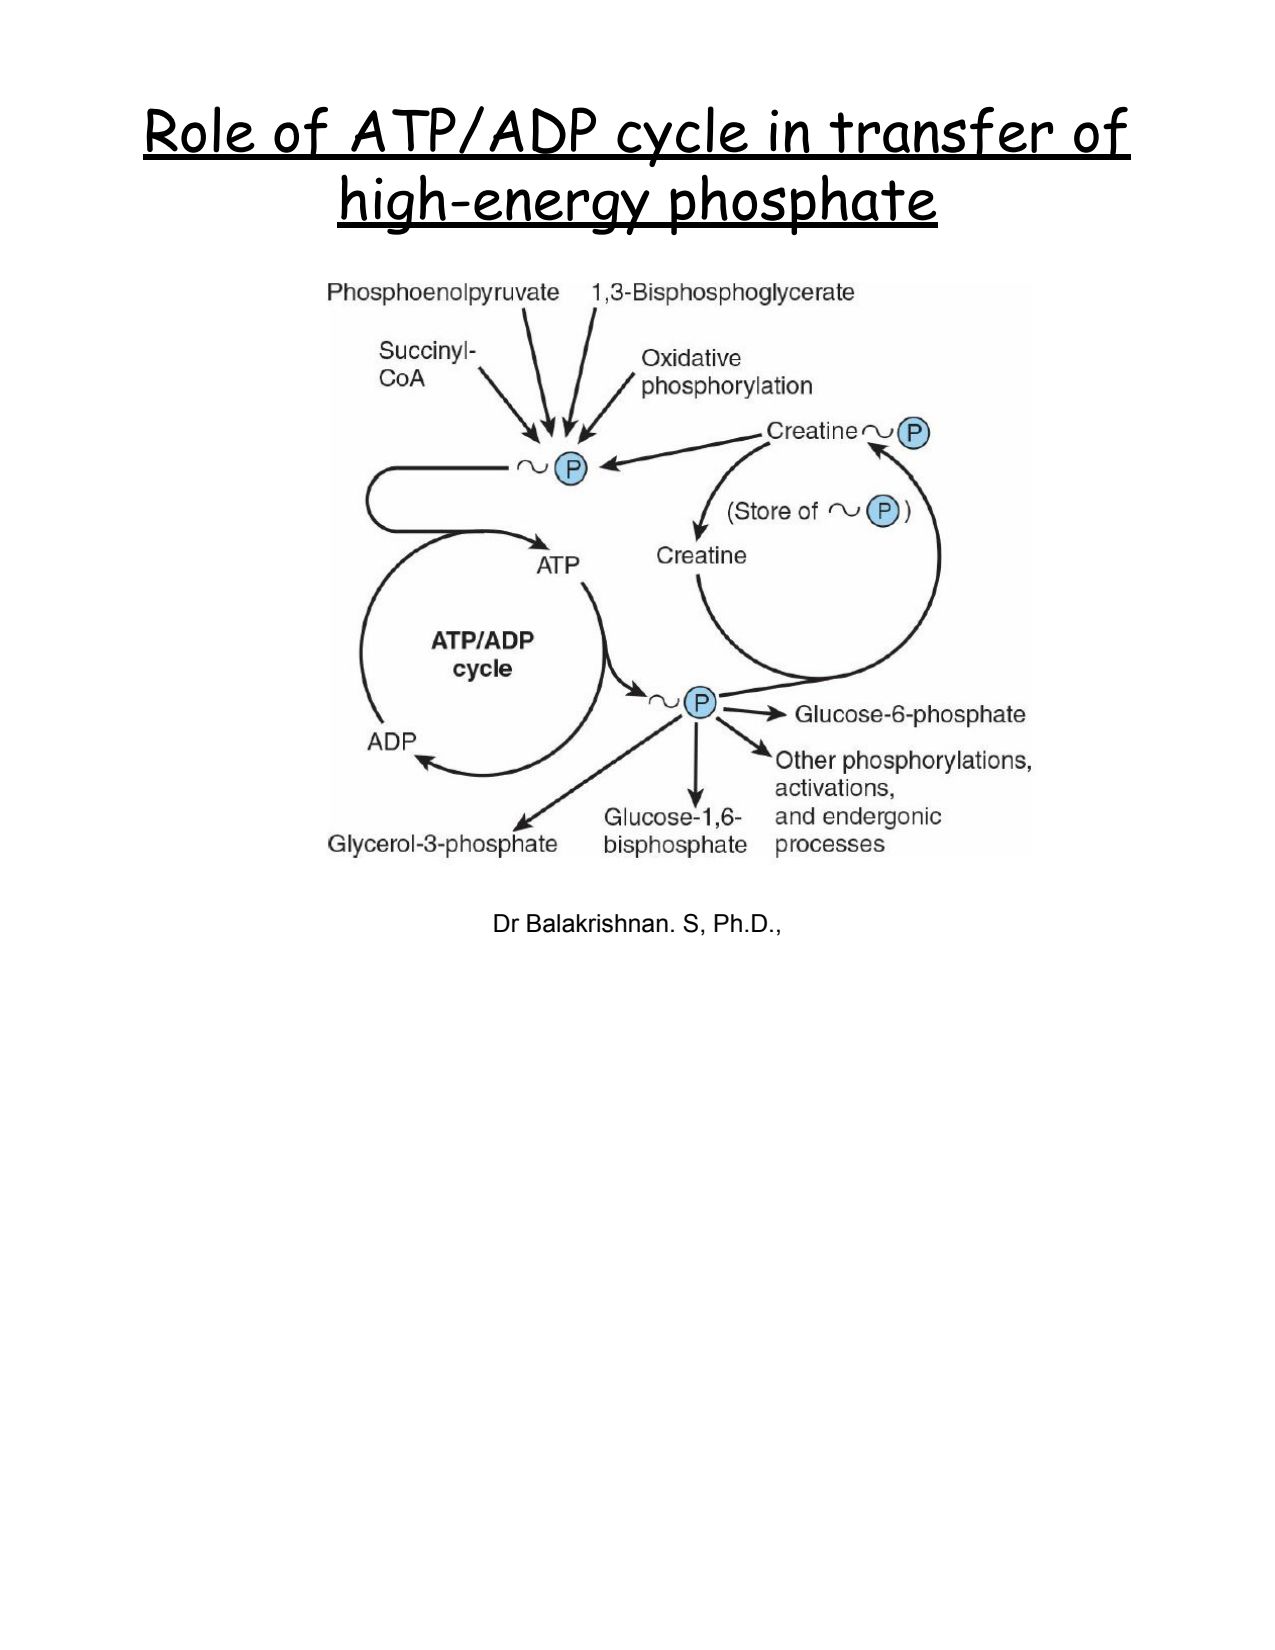 Role of ATP/ADP cycle in transfer of
high-energy phosphate
Phosphoenolpyruvate
1,3-Bisphosphoglycerate
Succinyl-
CoA
Oxidative
phosphorylation
Creatine ~ P
~ P
(Store of ~ P)
Creatine
ATP
ATP/ADP
cycle
~ P
ADP
Glucose-6-phosphate
Other phosphorylations,
activations,
and endergonic
processes
Glucose-1,6-
bisphosphate
Glycerol-3-phosphate
Dr Balakrishnan. S, Ph.D.,